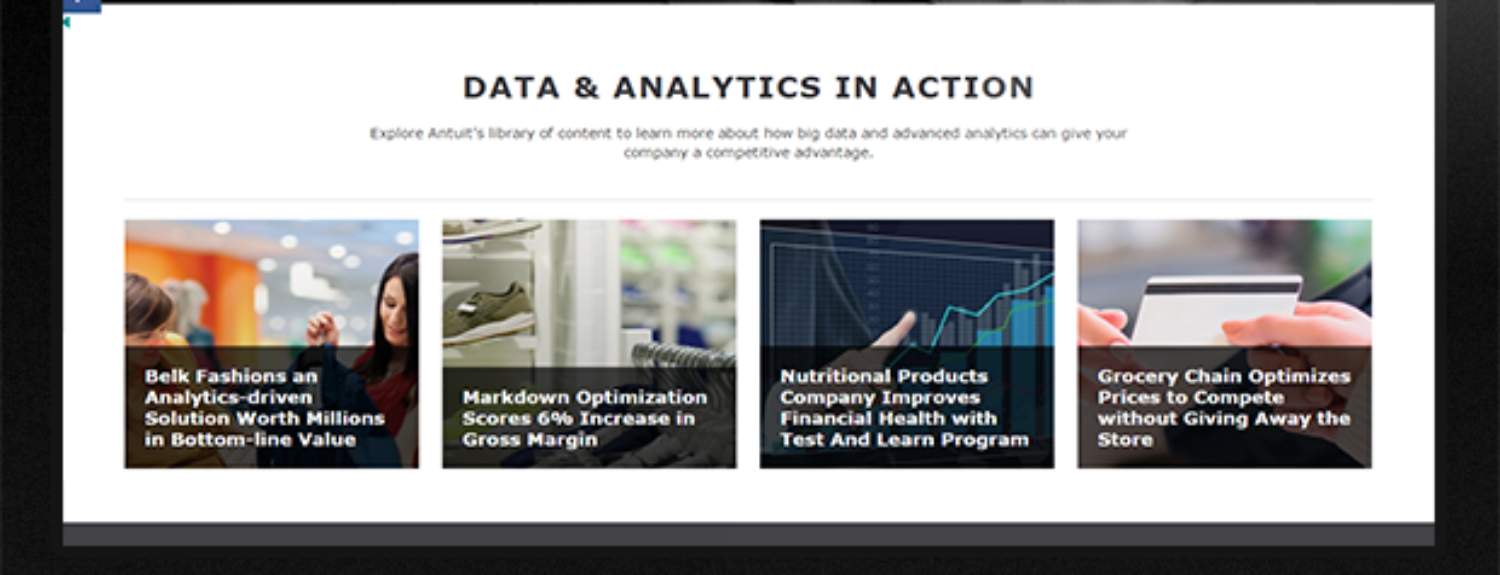 DATA & ANALYTICS IN ACTION
Explore Antuit's library of content to learn more about how big data and advanced analytics can give your
company a competitive advantage.
Belk Fashions an
Analytics-driven
Solution Worth Millions
in Bottom-line Value
Markdown Optimization
Scores 6% Increase in
Gross Margin
Nutritional Products
Company Improves
Financial Health with
Test And Learn Program
Grocery Chain Optimizes
Prices to Compete
without Giving Away the
Store